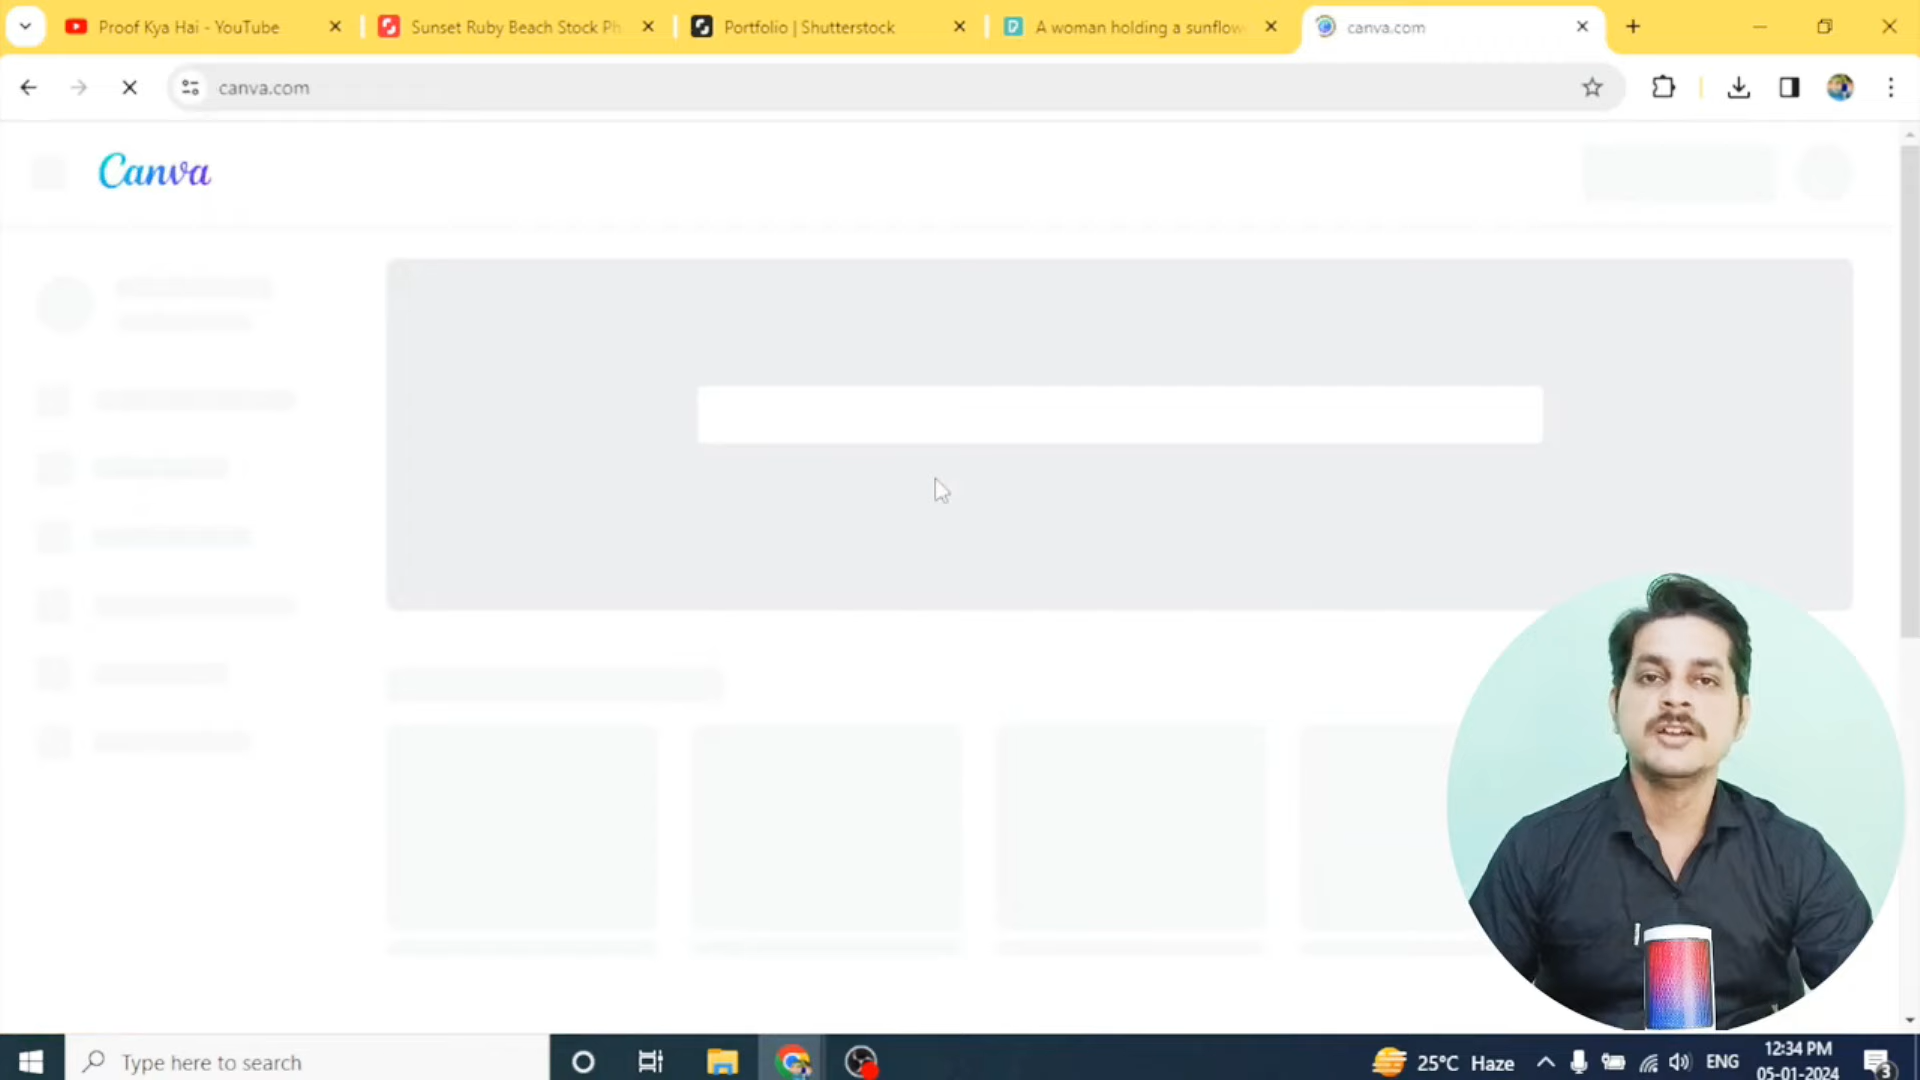 Proof Kya Hai - YouTube
Sunset Ruby Beach Stock Ph
Portfolio | Shutterstock
A woman holding a sunflow
canva.com
canva.com
Canva
Type here to search
25°C Haze
ENG
12:34 PM
05-01-2024
3